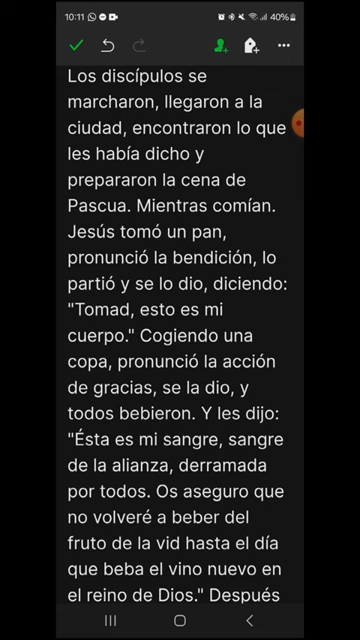 10:11
40%
Los discípulos se
marcharon, llegaron a la
ciudad, encontraron lo que
les había dicho y
prepararon la cena de
Pascua. Mientras comían.
Jesús tomó un pan,
pronunció la bendición, lo
partió y se lo dio, diciendo:
"Tomad, esto es mi
cuerpo." Cogiendo una
copa, pronunció la acción
de gracias, se la dio, y
todos bebieron. Y les dijo:
"Ésta es mi sangre, sangre
de la alianza, derramada
por todos. Os aseguro que
no volveré a beber del
fruto de la vid hasta el día
que beba el vino nuevo en
el reino de Dios." Después